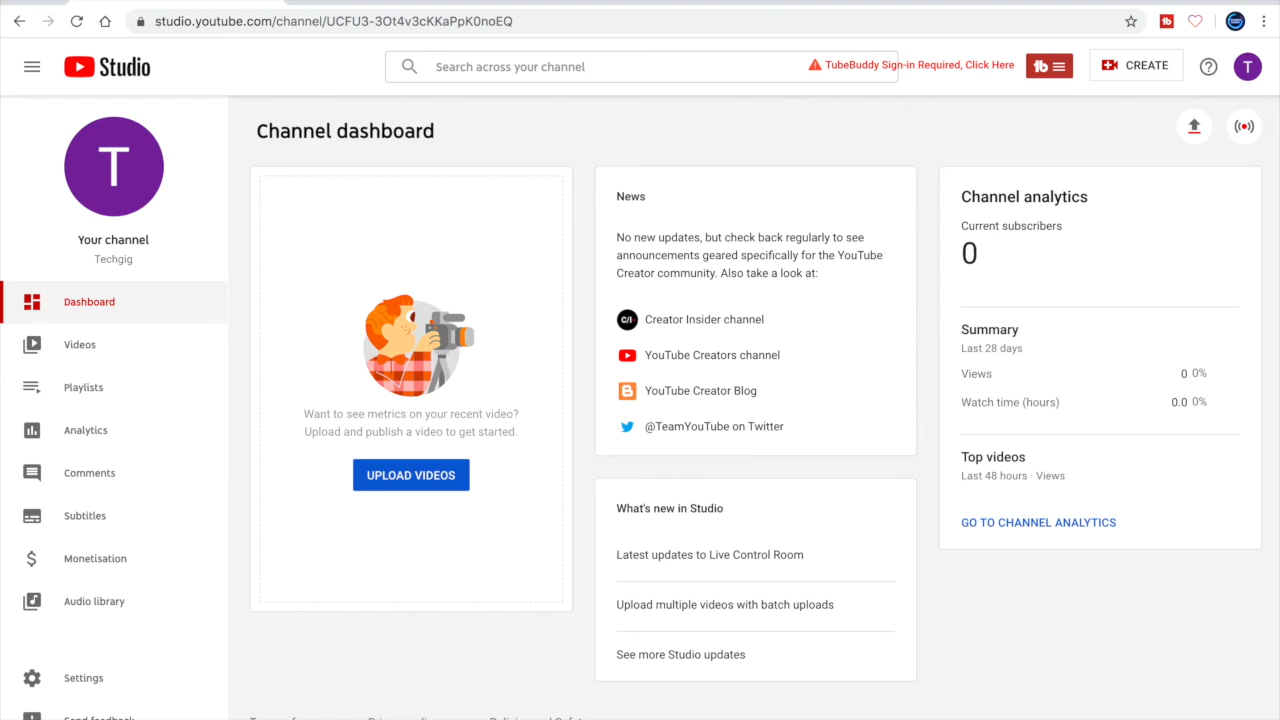 studio.youtube.com/channel/UCFU3-3Ot4v3cKKaPpK0noEQ
Studio
Search across your channel
TubeBuddy Sign-in Required, Click Here
tb
CREATE
T
T
Your channel
Techgig
Dashboard
Videos
Playlists
Analytics
Comments
Subtitles
Monetisation
Audio library
Settings
Send feedback
Channel dashboard
Want to see metrics on your recent video?
Upload and publish a video to get started.
UPLOAD VIDEOS
News
No new updates, but check back regularly to see
announcements geared specifically for the YouTube
Creator community. Also take a look at:
C/I
Creator Insider channel
YouTube Creators channel
YouTube Creator Blog
@TeamYouTube on Twitter
What's new in Studio
Latest updates to Live Control Room
Upload multiple videos with batch uploads
See more Studio updates
Channel analytics
Current subscribers
0
Summary
Last 28 days
Views 0 0%
Watch time (hours) 0.0 0%
Top videos
Last 48 hours · Views
GO TO CHANNEL ANALYTICS